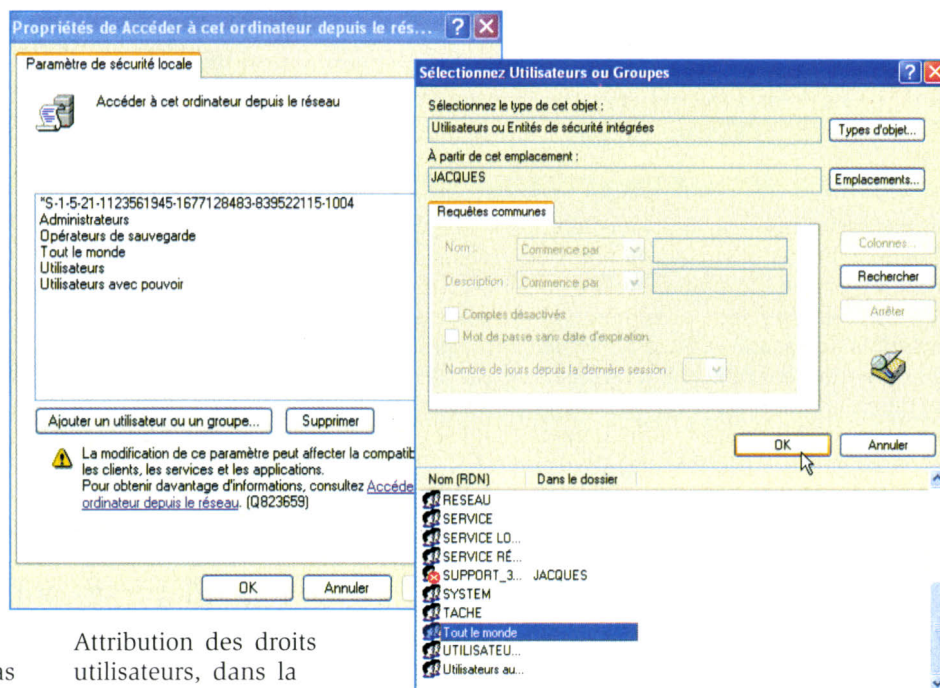 Propriétés de Accéder à cet ordinateur depuis le rés...
Paramètre de sécurité locale
Accéder à cet ordinateur depuis le réseau
"S-1-5-21-1123561945-1677128483-839522115-1004
Administrateurs
Opérateurs de sauvegarde
Tout le monde
Utilisateurs
Utilisateurs avec pouvoir
Ajouter un utilisateur ou un groupe...
Supprimer
La modification de ce paramètre peut affecter la compatib
les clients, les services et les applications.
Pour obtenir davantage d'informations, consultez Accéde
ordinateur depuis le réseau. (Q823659)
OK
Annuler
Sélectionnez Utilisateurs ou Groupes
Sélectionnez le type de cet objet :
Utilisateurs ou Entités de sécurité intégrées
Types d'objet...
À partir de cet emplacement :
JACQUES
Emplacements...
Requêtes communes
Nom :
Commence par
Description :
Commence par
Comptes désactivés
Mot de passe sans date d'expiration
Nombre de jours depuis la dernière session :
Colonnes...
Rechercher
Arrêter
OK
Annuler
Nom (RDN)
Dans le dossier
RESEAU
SERVICE
SERVICE LO...
SERVICE RÉ...
SUPPORT_3... JACQUES
SYSTEM
TACHE
Tout le monde
UTILISATEU...
Utilisateurs au...
Attribution des droits
utilisateurs, dans la